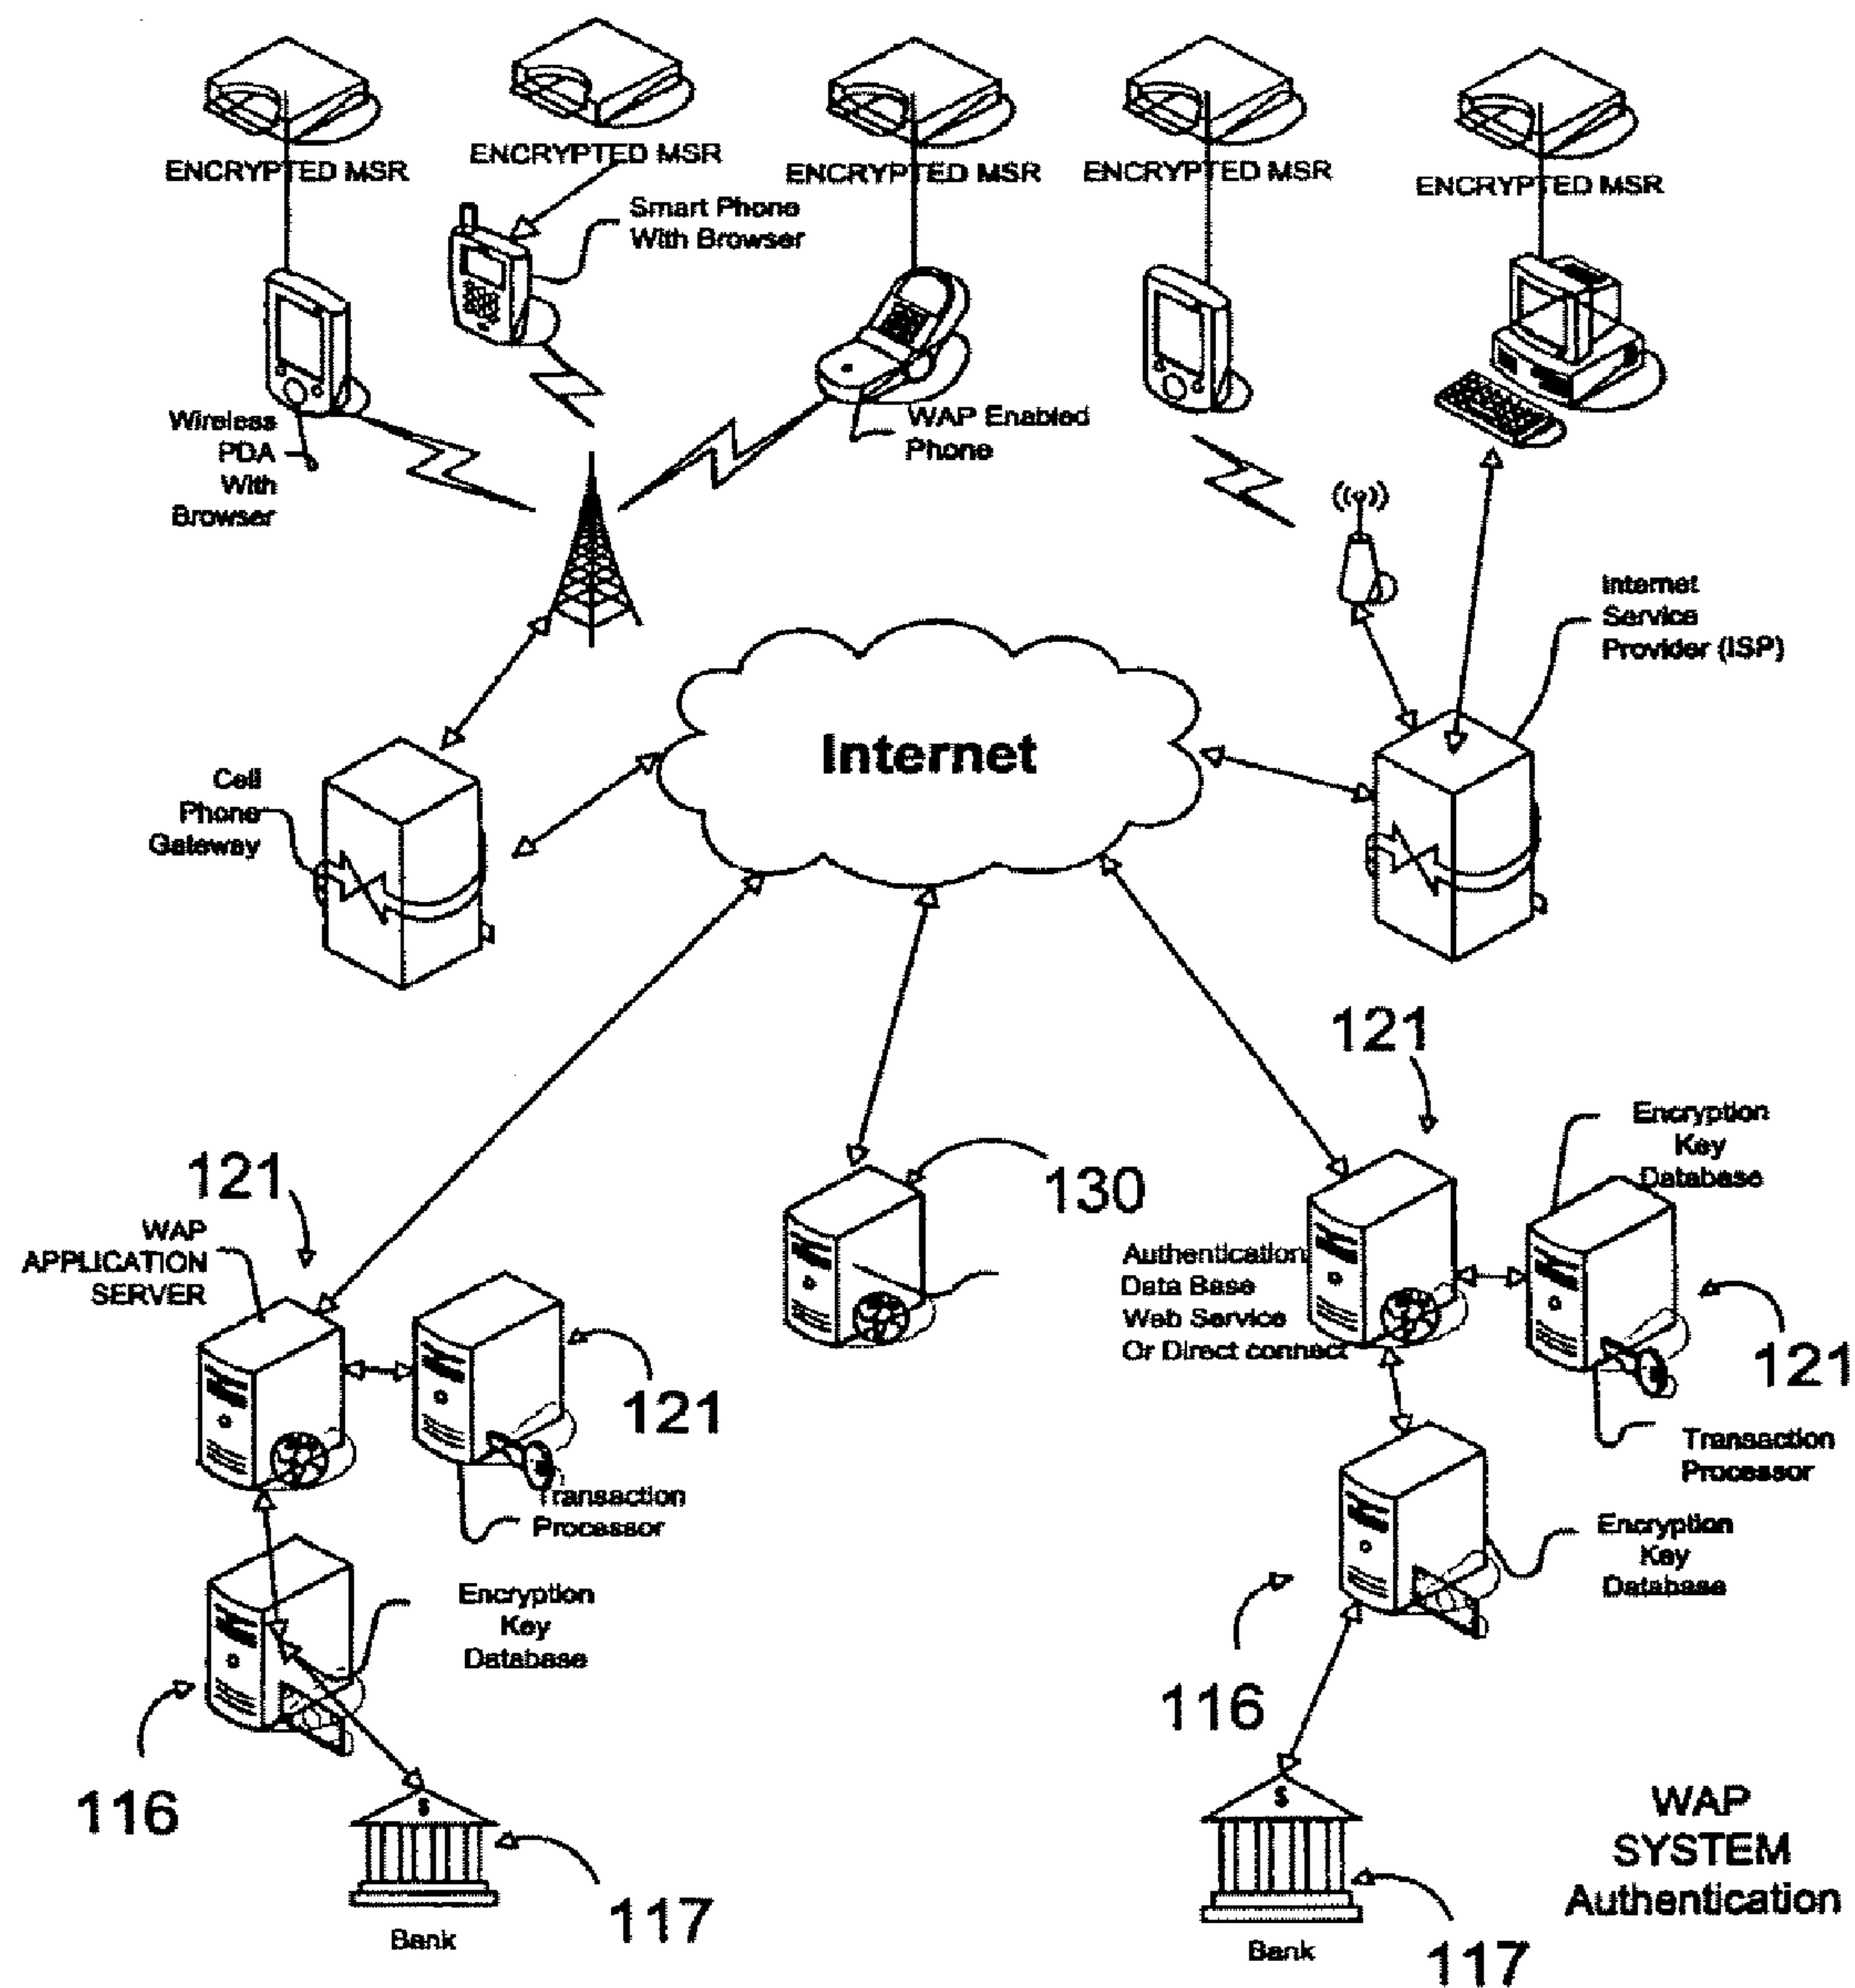 ENCRYPTED MSR
ENCRYPTED MSR
ENCRYPTED MSR
ENCRYPTED MSR
ENCRYPTED MSR
Smart Phone
With Browser
Wireless
PDA
With
Browser
WAP Enabled
Phone
Internet
Service
Provider (ISP)
Internet
Cell
Phone
Gateway
121
Encryption
Key
Database
121
130
WAP
APPLICATION
SERVER
Authentication
Data Base
Web Service
Or Direct connect
121
121
Transaction
Processor
Transaction
Processor
Encryption
Key
Database
Encryption
Key
Database
116
116
$
$
WAP
SYSTEM
Authentication
117
Bank
117
Bank